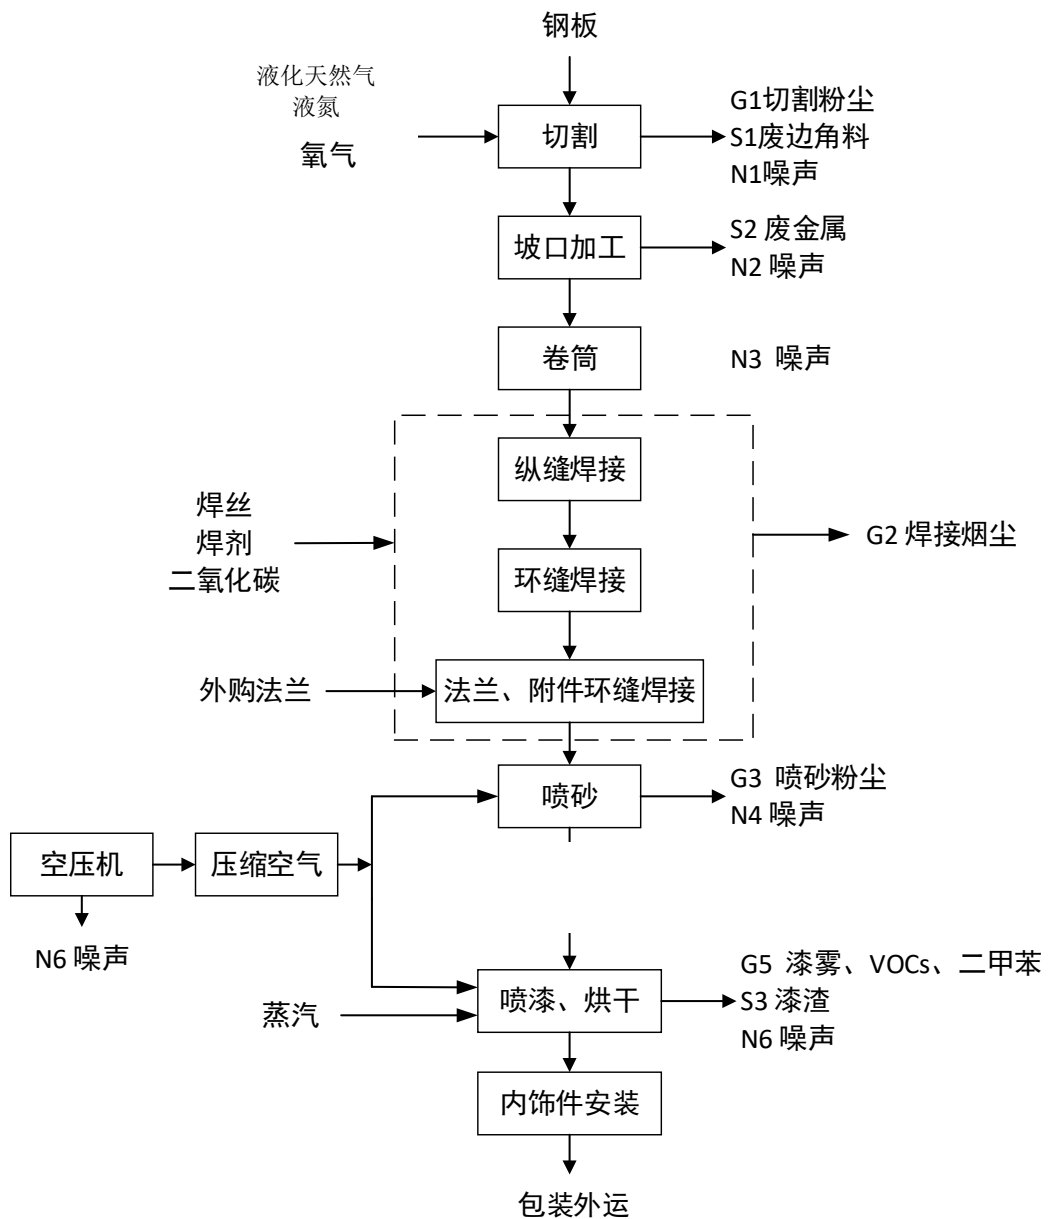 钢板
液化天然气
液氮
氧气
切割
G1切割粉尘
S1废边角料
N1噪声
坡口加工
S2 废金属
N2 噪声
卷筒
N3 噪声
纵缝焊接
焊丝
焊剂
二氧化碳
G2 焊接烟尘
环缝焊接
外购法兰
法兰、附件环缝焊接
喷砂
G3 喷砂粉尘
N4 噪声
空压机
压缩空气
N6 噪声
蒸汽
喷漆、烘干
G5 漆雾、VOCs、二甲苯
S3 漆渣
N6 噪声
内饰件安装
包装外运